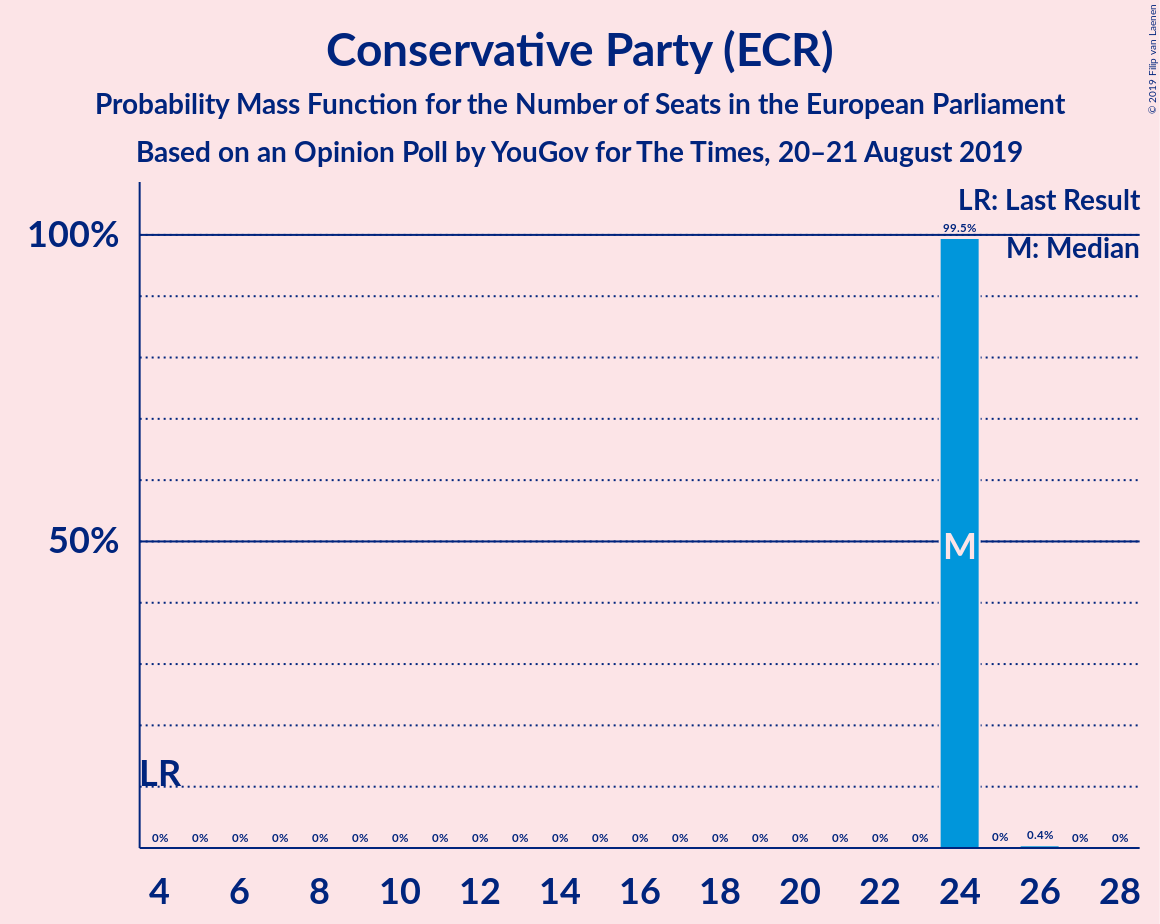 Conservative Party (ECR)
Probability Mass Function for the Number of Seats in the European Parliament
Based on an Opinion Poll by YouGov for The Times, 20–21 August 2019
© 2019 Filip van Laenen
LR: Last Result
M: Median
100%
50%
99.5%
M
LR
0% 0% 0% 0% 0% 0% 0% 0% 0% 0% 0% 0% 0% 0% 0% 0% 0% 0% 0% 0% 0% 0.4% 0% 0%
4 6 8 10 12 14 16 18 20 22 24 26 28